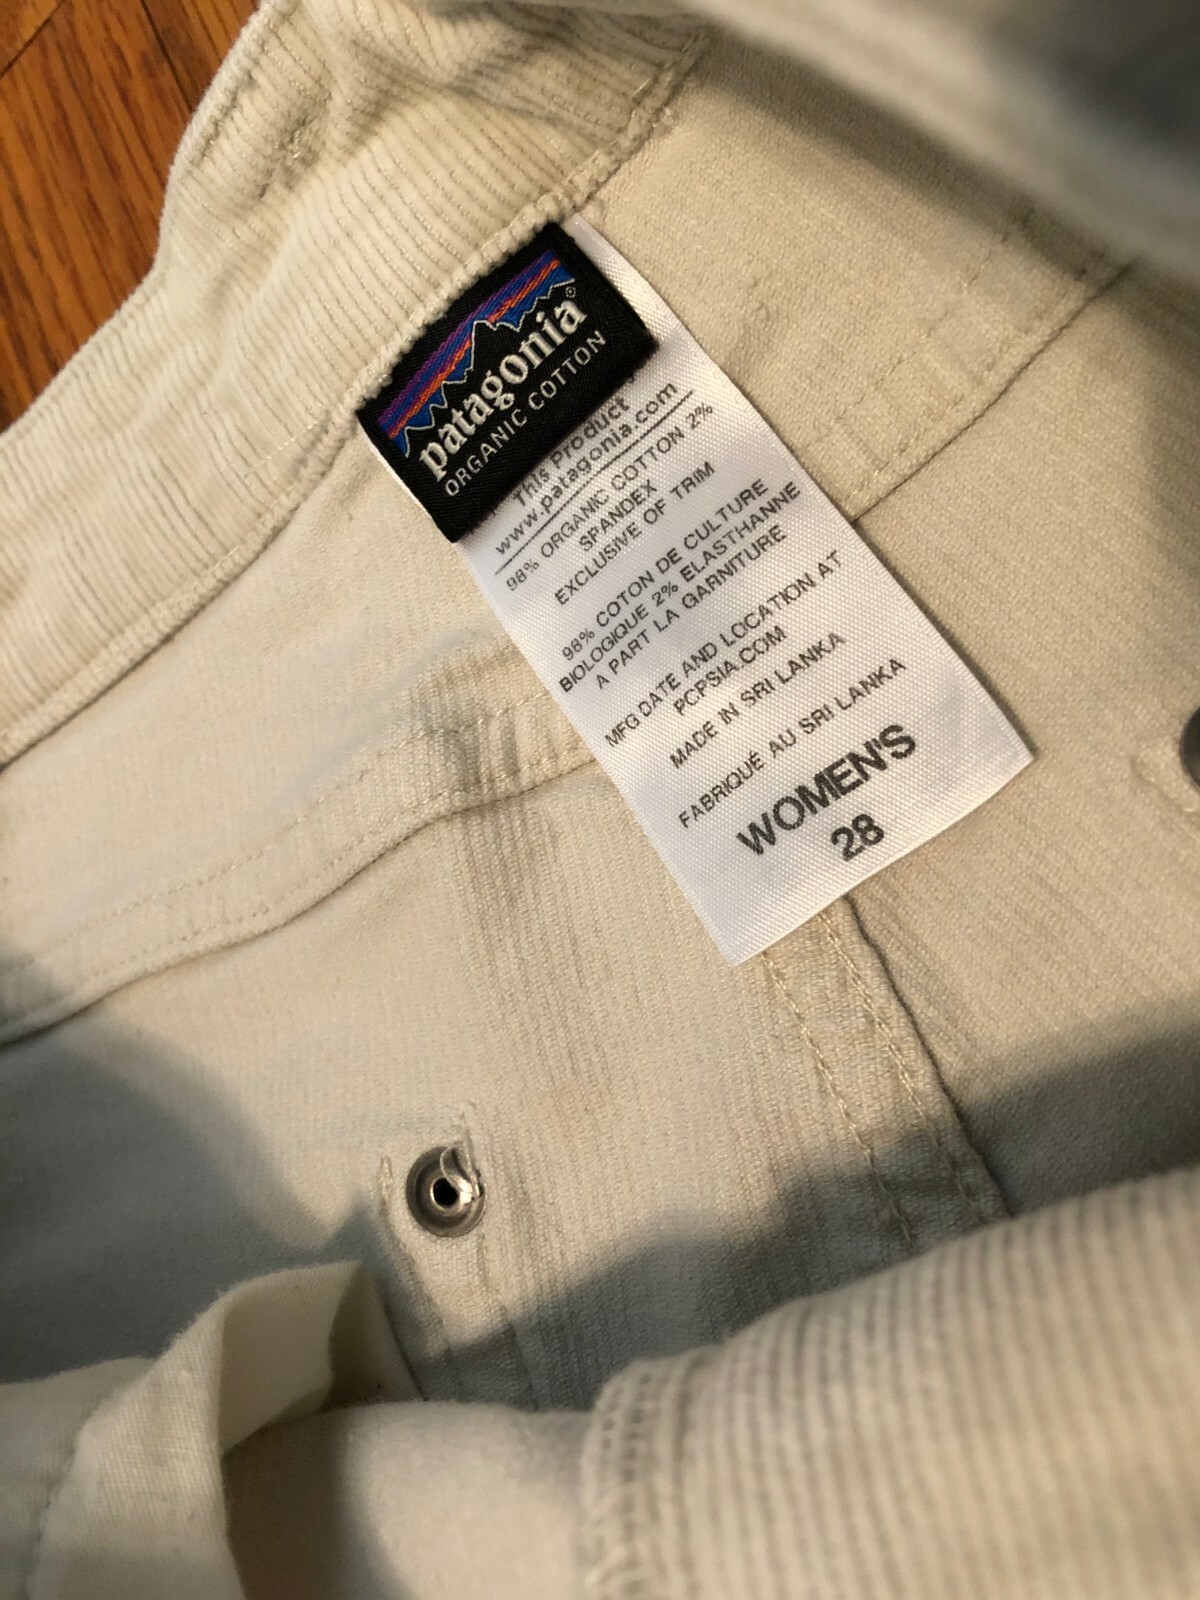 patagonia®
ORGANIC COTTON
This Product
www.patagonia.com
98% ORGANIC COTTON 2%
SPANDEX
EXCLUSIVE OF TRIM
98% COTON DE CULTURE
BIOLOGIQUE 2% ELASTHANNE
A PART LA GARNITURE
MFG DATE AND LOCATION AT
PCPSIA.COM
MADE IN SRI LANKA
FABRIQUÉ AU SRI LANKA
WOMEN'S
28